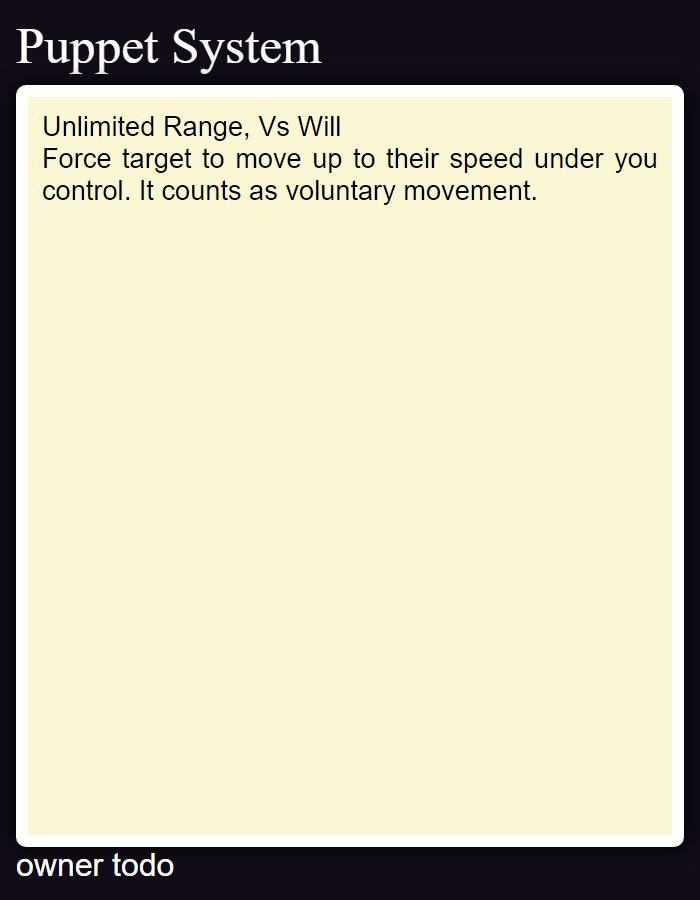 Puppet System
Unlimited Range, Vs Will
Force target to move up to their speed under you
control. It counts as voluntary movement.
owner todo